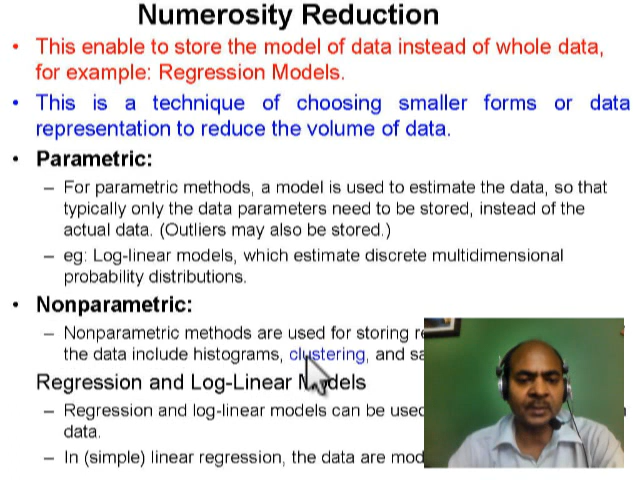 Numerosity Reduction
• This enable to store the model of data instead of whole data,
for example: Regression Models.
• This is a technique of choosing smaller forms or data
representation to reduce the volume of data.
• Parametric:
– For parametric methods, a model is used to estimate the data, so that
typically only the data parameters need to be stored, instead of the
actual data. (Outliers may also be stored.)
– eg: Log-linear models, which estimate discrete multidimensional
probability distributions.
• Nonparametric:
– Nonparametric methods are used for storing
the data include histograms, clustering, and
Regression and Log-Linear Models
– Regression and log-linear models can be used
data.
– In (simple) linear regression, the data are